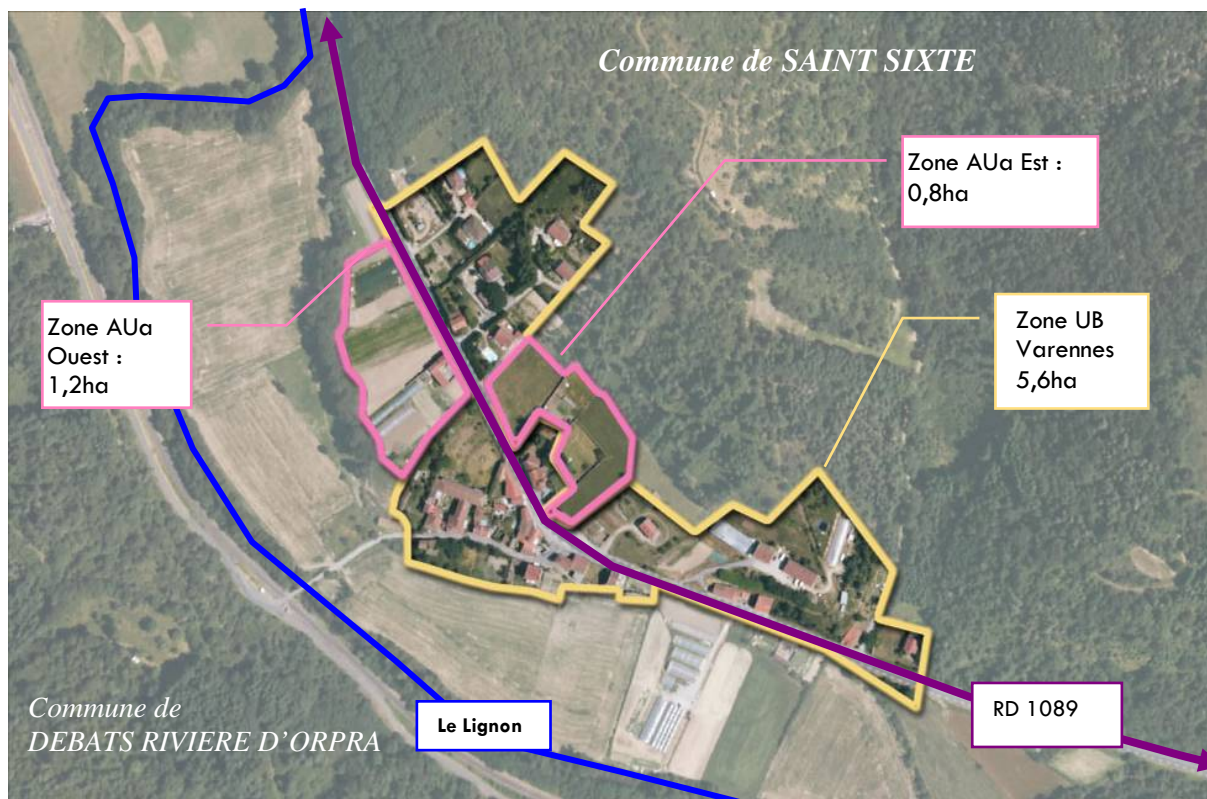 Commune de SAINT SIXTE
Zone AUa Est :
0,8ha
Zone AUa
Ouest :
1,2ha
Zone UB
Varennes
5,6ha
Commune de
DEBATS RIVIERE D'ORPRA
Le Lignon
RD 1089